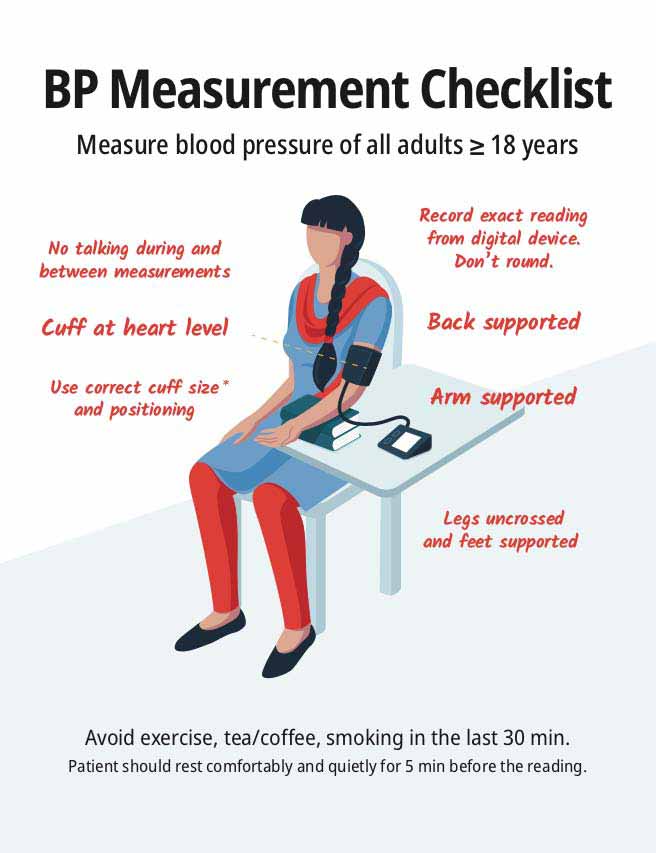 BP Measurement Checklist
Measure blood pressure of all adults ≥ 18 years
No talking during and
between measurements
Cuff at heart level
Use correct cuff size*
and positioning
Record exact reading
from digital device.
Don't round.
Back supported
Arm supported
Legs uncrossed
and feet supported
Avoid exercise, tea/coffee, smoking in the last 30 min.
Patient should rest comfortably and quietly for 5 min before the reading.